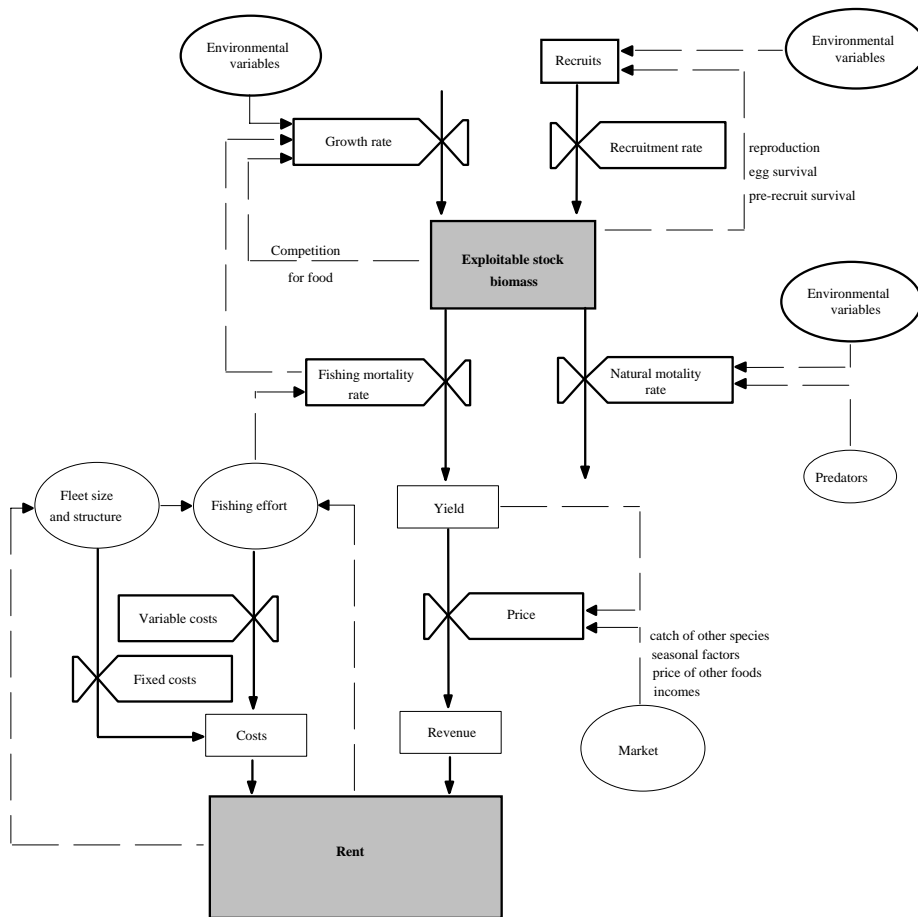 Environmental
variables
Recruits
Environmental
variables
Growth rate
Recruitment rate
reproduction
egg survival
pre-recruit survival
Competition
for food
Exploitable stock
biomass
Environmental
variables
Fishing mortality
rate
Natural motality
rate
Predators
Fleet size
and structure
Fishing effort
Yield
Variable costs
Price
catch of other species
seasonal factors
price of other foods
incomes
Fixed costs
Costs
Revenue
Market
Rent